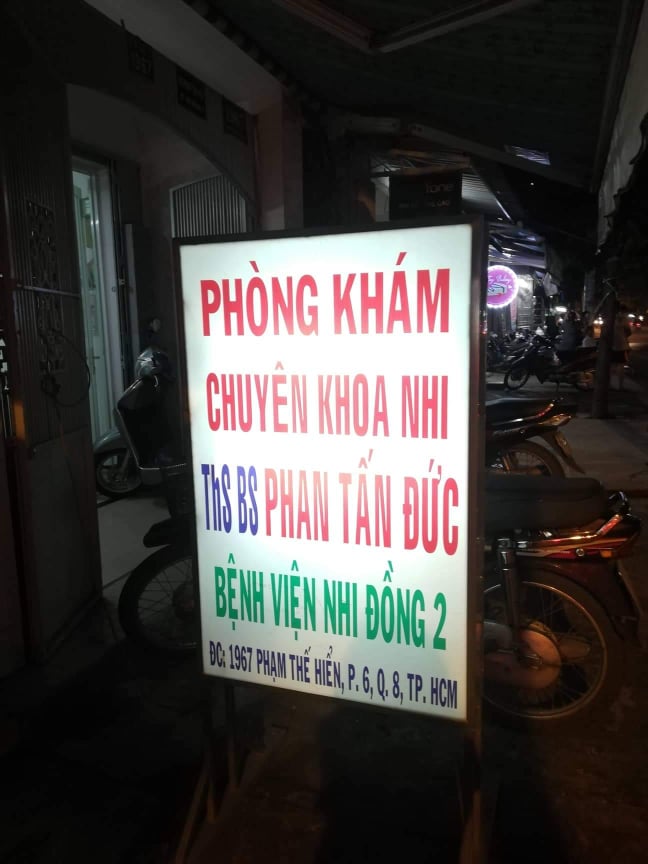 PHÒNG KHÁM
CHUYÊN KHOA NHI
ThS BS PHAN TẤN ĐỨC
BỆNH VIỆN NHI ĐỒNG 2
ĐC: 1967 PHẠM THẾ HIỂN, P. 6, Q. 8, TP. HCM